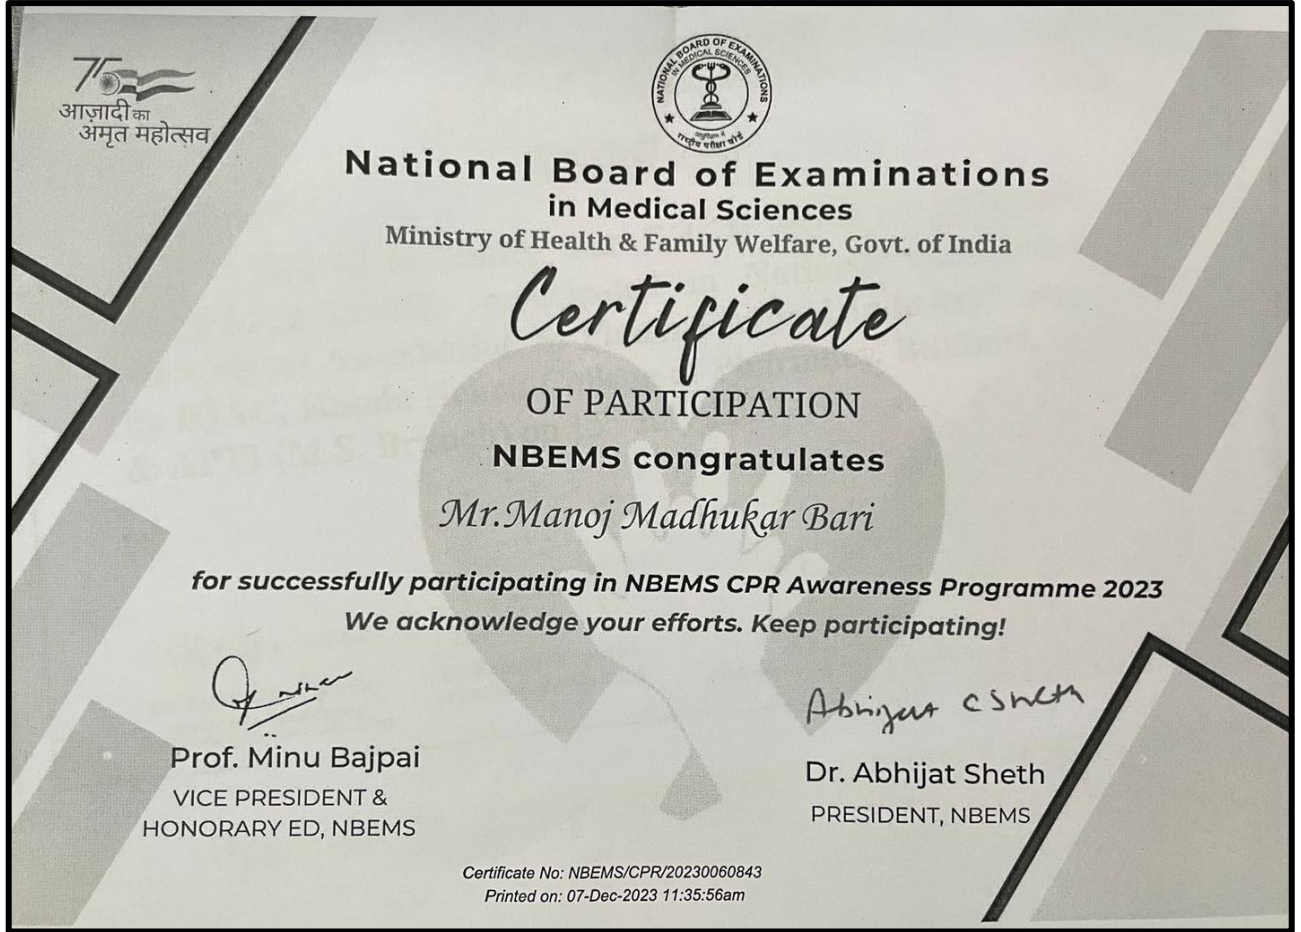 आज़ादी का
अमृत महोत्सव
NATIONAL BOARD OF EXAMINATIONS
IN MEDICAL SCIENCES
राष्ट्रीय परीक्षा बोर्ड
National Board of Examinations
in Medical Sciences
Ministry of Health & Family Welfare, Govt. of India
Certificate
OF PARTICIPATION
NBEMS congratulates
Mr.Manoj Madhukar Bari
for successfully participating in NBEMS CPR Awareness Programme 2023
We acknowledge your efforts. Keep participating!
Abhijat C Sheth
Prof. Minu Bajpai
VICE PRESIDENT &
HONORARY ED, NBEMS
Dr. Abhijat Sheth
PRESIDENT, NBEMS
Certificate No: NBEMS/CPR/20230060843
Printed on: 07-Dec-2023 11:35:56am